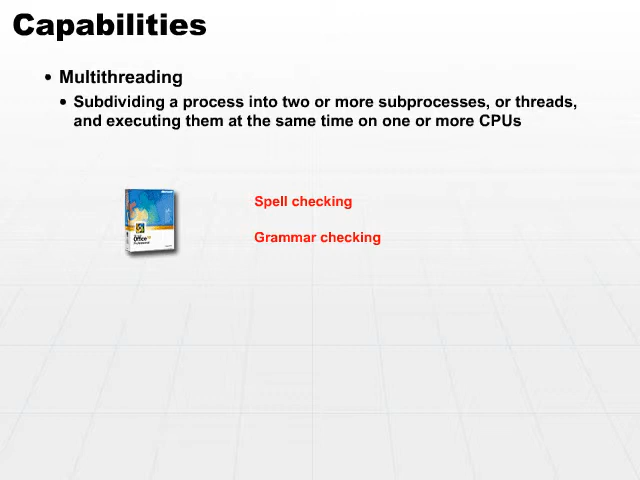 Capabilities
• Multithreading
• Subdividing a process into two or more subprocesses, or threads,
and executing them at the same time on one or more CPUs
Spell checking
Office
Grammar checking